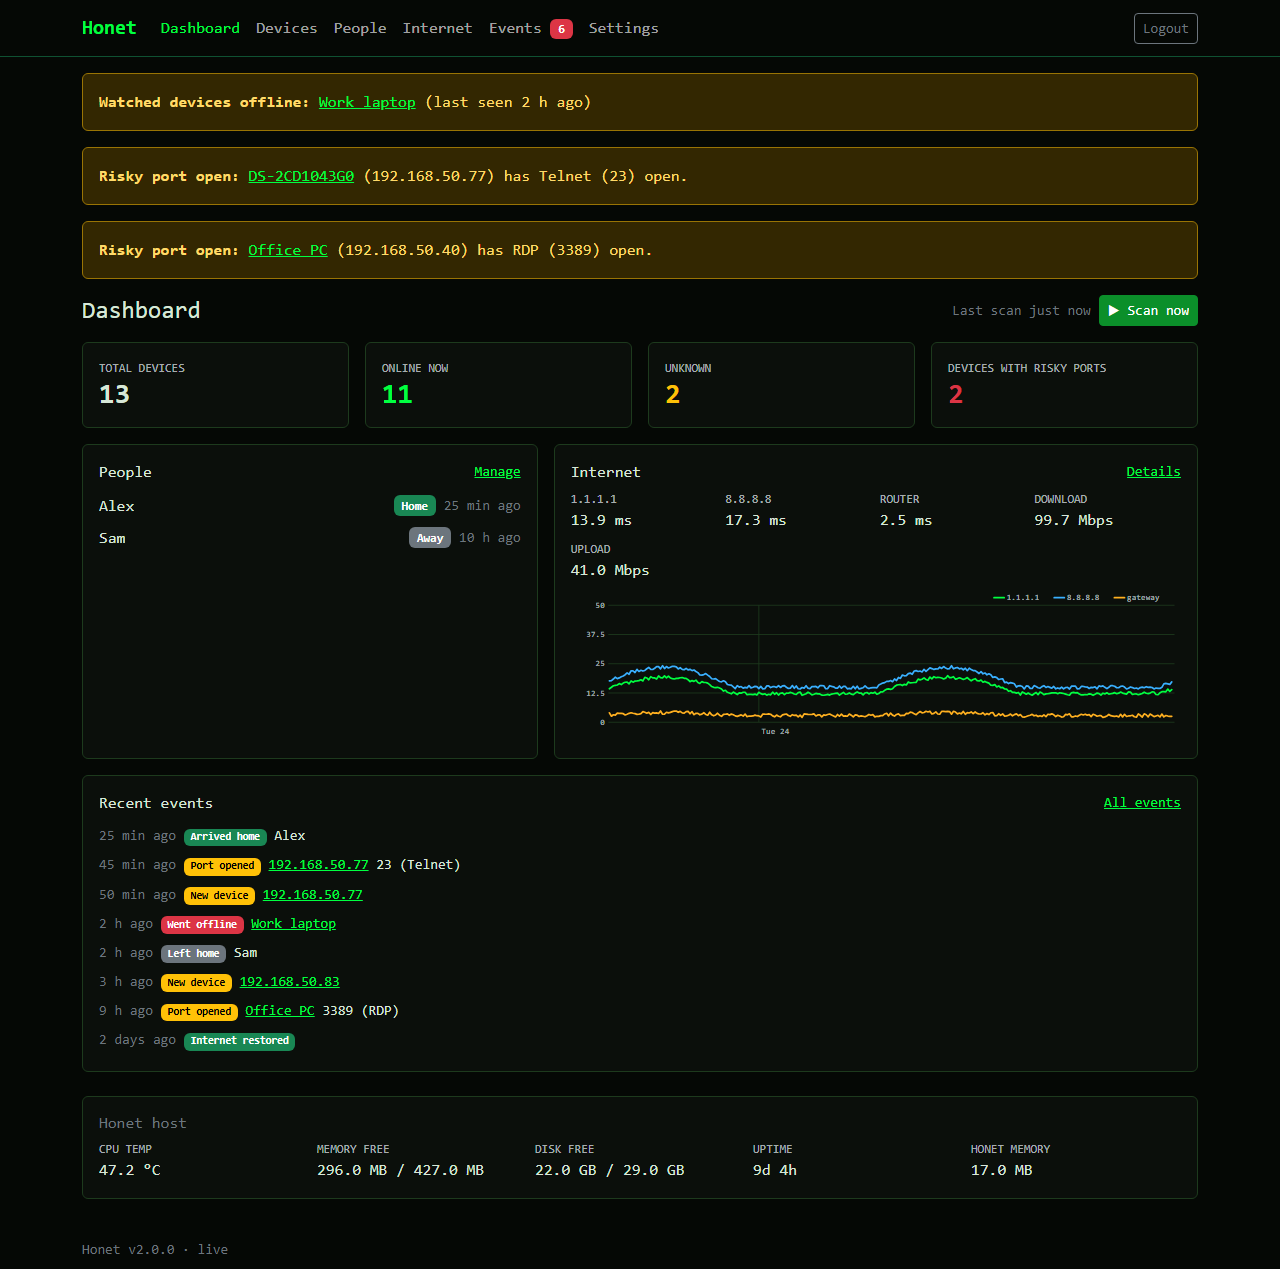 Honet Dashboard Devices People Internet Events 6 Settings Logout
Watched devices offline: Work laptop (last seen 2 h ago)
Risky port open: DS-2CD1043G0 (192.168.50.77) has Telnet (23) open.
Risky port open: Office PC (192.168.50.40) has RDP (3389) open.
Dashboard
Last scan just now ▶ Scan now
TOTAL DEVICES
13
ONLINE NOW
11
UNKNOWN
2
DEVICES WITH RISKY PORTS
2
People Manage
Alex Home 25 min ago
Sam Away 10 h ago
Internet Details
1.1.1.1
13.9 ms
8.8.8.8
17.3 ms
ROUTER
2.5 ms
DOWNLOAD
99.7 Mbps
UPLOAD
41.0 Mbps
1.1.1.1 8.8.8.8 gateway
50
37.5
25
12.5
0
Tue 24
Recent events All events
25 min ago Arrived home Alex
45 min ago Port opened 192.168.50.77 23 (Telnet)
50 min ago New device 192.168.50.77
2 h ago Went offline Work laptop
2 h ago Left home Sam
3 h ago New device 192.168.50.83
9 h ago Port opened Office PC 3389 (RDP)
2 days ago Internet restored
Honet host
CPU TEMP
47.2 °C
MEMORY FREE
296.0 MB / 427.0 MB
DISK FREE
22.0 GB / 29.0 GB
UPTIME
9d 4h
HONET MEMORY
17.0 MB
Honet v2.0.0 · live